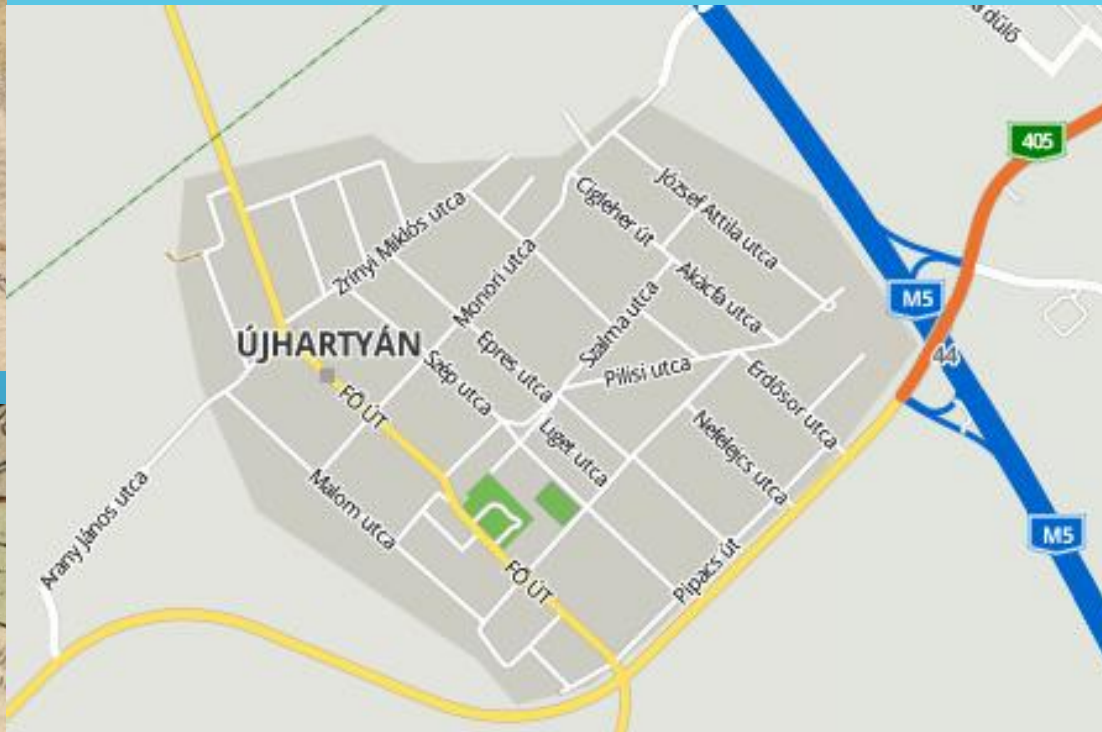 dűlő
405
József Attila utca
Cigleher út
Zrínyi Miklós utca
Akácfa utca
Monori utca
M5
Szalma utca
ÚJHARTYÁN
44
Epres utca
Szép utca
Pilisi utca
Erdősor utca
FŐ ÚT
Liget utca
Nefelejcs utca
Malom utca
Arany János utca
M5
Pipacs út
FŐ ÚT